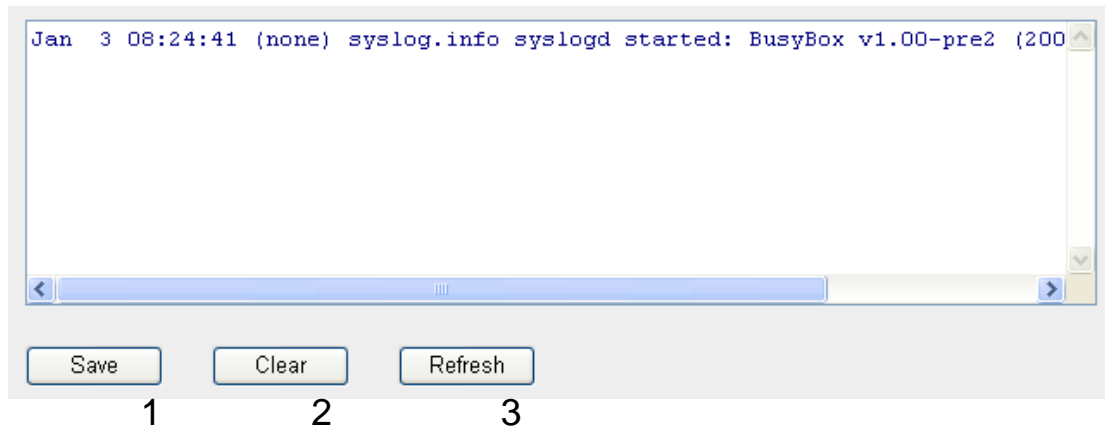 Jan  3 08:24:41 (none) syslog.info syslogd started: BusyBox v1.00-pre2 (200
Save Clear Refresh
1 2 3